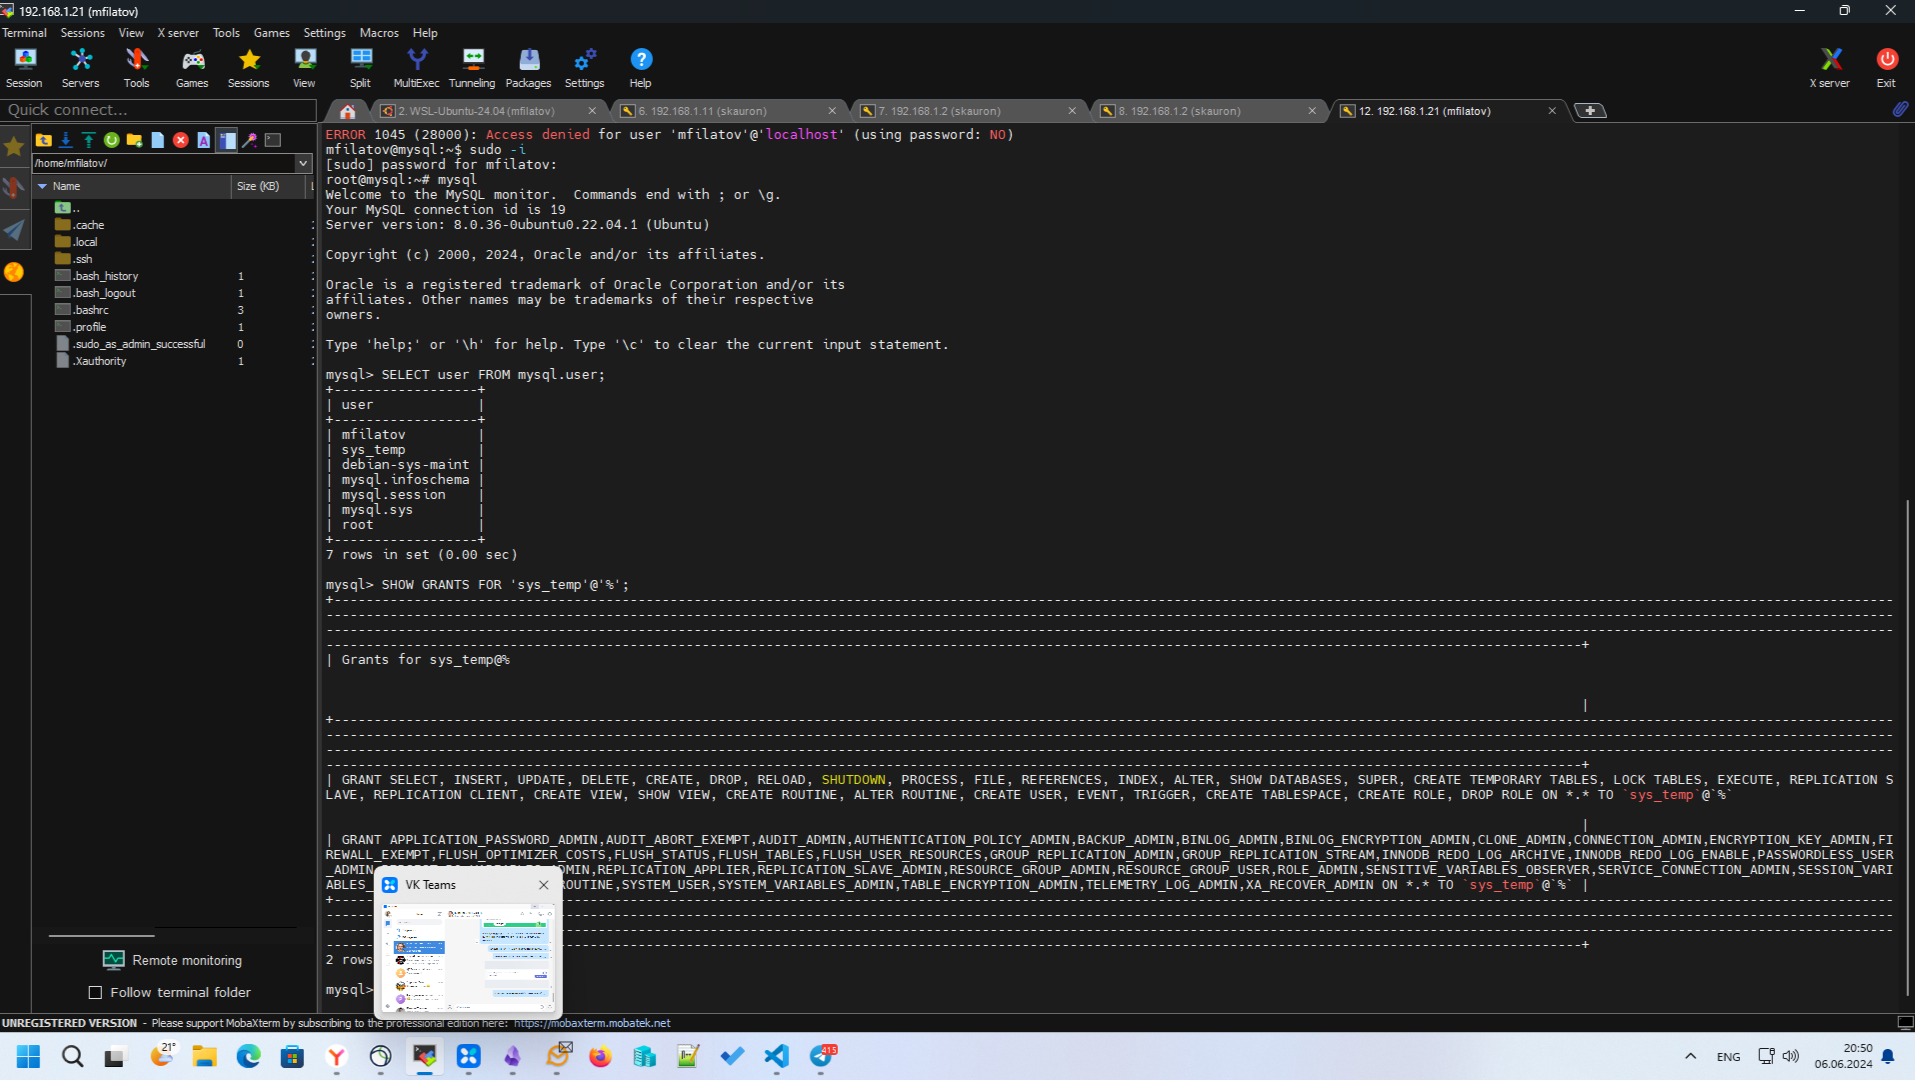 192.168.1.21 (mfilatov)
Terminal Sessions View X server Tools Games Settings Macros Help
Session Servers Tools Games Sessions View Split MultiExec Tunneling Packages Settings Help X server Exit
Quick connect...
2. WSL-Ubuntu-24.04 (mfilatov)
6. 192.168.1.11 (skauron)
7. 192.168.1.2 (skauron)
8. 192.168.1.2 (skauron)
12. 192.168.1.21 (mfilatov)
/home/mfilatov/
Name Size (KB)
..
.cache
.local
.ssh
.bash_history 1
.bash_logout 1
.bashrc 3
.profile 1
.sudo_as_admin_successful 0
.Xauthority 1
Remote monitoring
Follow terminal folder
ERROR 1045 (28000): Access denied for user 'mfilatov'@'localhost' (using password: NO)
mfilatov@mysql:~$ sudo -i
[sudo] password for mfilatov:
root@mysql:~# mysql
Welcome to the MySQL monitor.  Commands end with ; or \g.
Your MySQL connection id is 19
Server version: 8.0.36-0ubuntu0.22.04.1 (Ubuntu)
Copyright (c) 2000, 2024, Oracle and/or its affiliates.
Oracle is a registered trademark of Oracle Corporation and/or its
affiliates. Other names may be trademarks of their respective
owners.
Type 'help;' or '\h' for help. Type '\c' to clear the current input statement.
mysql> SELECT user FROM mysql.user;
+------------------+
| user             |
+------------------+
| mfilatov         |
| sys_temp         |
| debian-sys-maint |
| mysql.infoschema |
| mysql.session    |
| mysql.sys        |
| root             |
+------------------+
7 rows in set (0.00 sec)
mysql> SHOW GRANTS FOR 'sys_temp'@'%';
| Grants for sys_temp@%
|
| GRANT SELECT, INSERT, UPDATE, DELETE, CREATE, DROP, RELOAD, SHUTDOWN, PROCESS, FILE, REFERENCES, INDEX, ALTER, SHOW DATABASES, SUPER, CREATE TEMPORARY TABLES, LOCK TABLES, EXECUTE, REPLICATION S
LAVE, REPLICATION CLIENT, CREATE VIEW, SHOW VIEW, CREATE ROUTINE, ALTER ROUTINE, CREATE USER, EVENT, TRIGGER, CREATE TABLESPACE, CREATE ROLE, DROP ROLE ON *.* TO `sys_temp`@`%`
|
| GRANT APPLICATION_PASSWORD_ADMIN,AUDIT_ABORT_EXEMPT,AUDIT_ADMIN,AUTHENTICATION_POLICY_ADMIN,BACKUP_ADMIN,BINLOG_ADMIN,BINLOG_ENCRYPTION_ADMIN,CLONE_ADMIN,CONNECTION_ADMIN,ENCRYPTION_KEY_ADMIN,FI
REWALL_EXEMPT,FLUSH_OPTIMIZER_COSTS,FLUSH_STATUS,FLUSH_TABLES,FLUSH_USER_RESOURCES,GROUP_REPLICATION_ADMIN,GROUP_REPLICATION_STREAM,INNODB_REDO_LOG_ARCHIVE,INNODB_REDO_LOG_ENABLE,PASSWORDLESS_USER
_ADMIN, _ADMIN,REPLICATION_APPLIER,REPLICATION_SLAVE_ADMIN,RESOURCE_GROUP_ADMIN,RESOURCE_GROUP_USER,ROLE_ADMIN,SENSITIVE_VARIABLES_OBSERVER,SERVICE_CONNECTION_ADMIN,SESSION_VARI
ABLES_ ROUTINE,SYSTEM_USER,SYSTEM_VARIABLES_ADMIN,TABLE_ENCRYPTION_ADMIN,TELEMETRY_LOG_ADMIN,XA_RECOVER_ADMIN ON *.* TO `sys_temp`@`%` |
2 rows
mysql>
VK Teams
UNREGISTERED VERSION - Please support MobaXterm by subscribing to the professional edition here: https://mobaxterm.mobatek.net
21°
415
ENG
20:50
06.06.2024